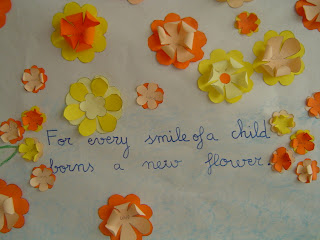 For every smile of a child
borns a new flower.